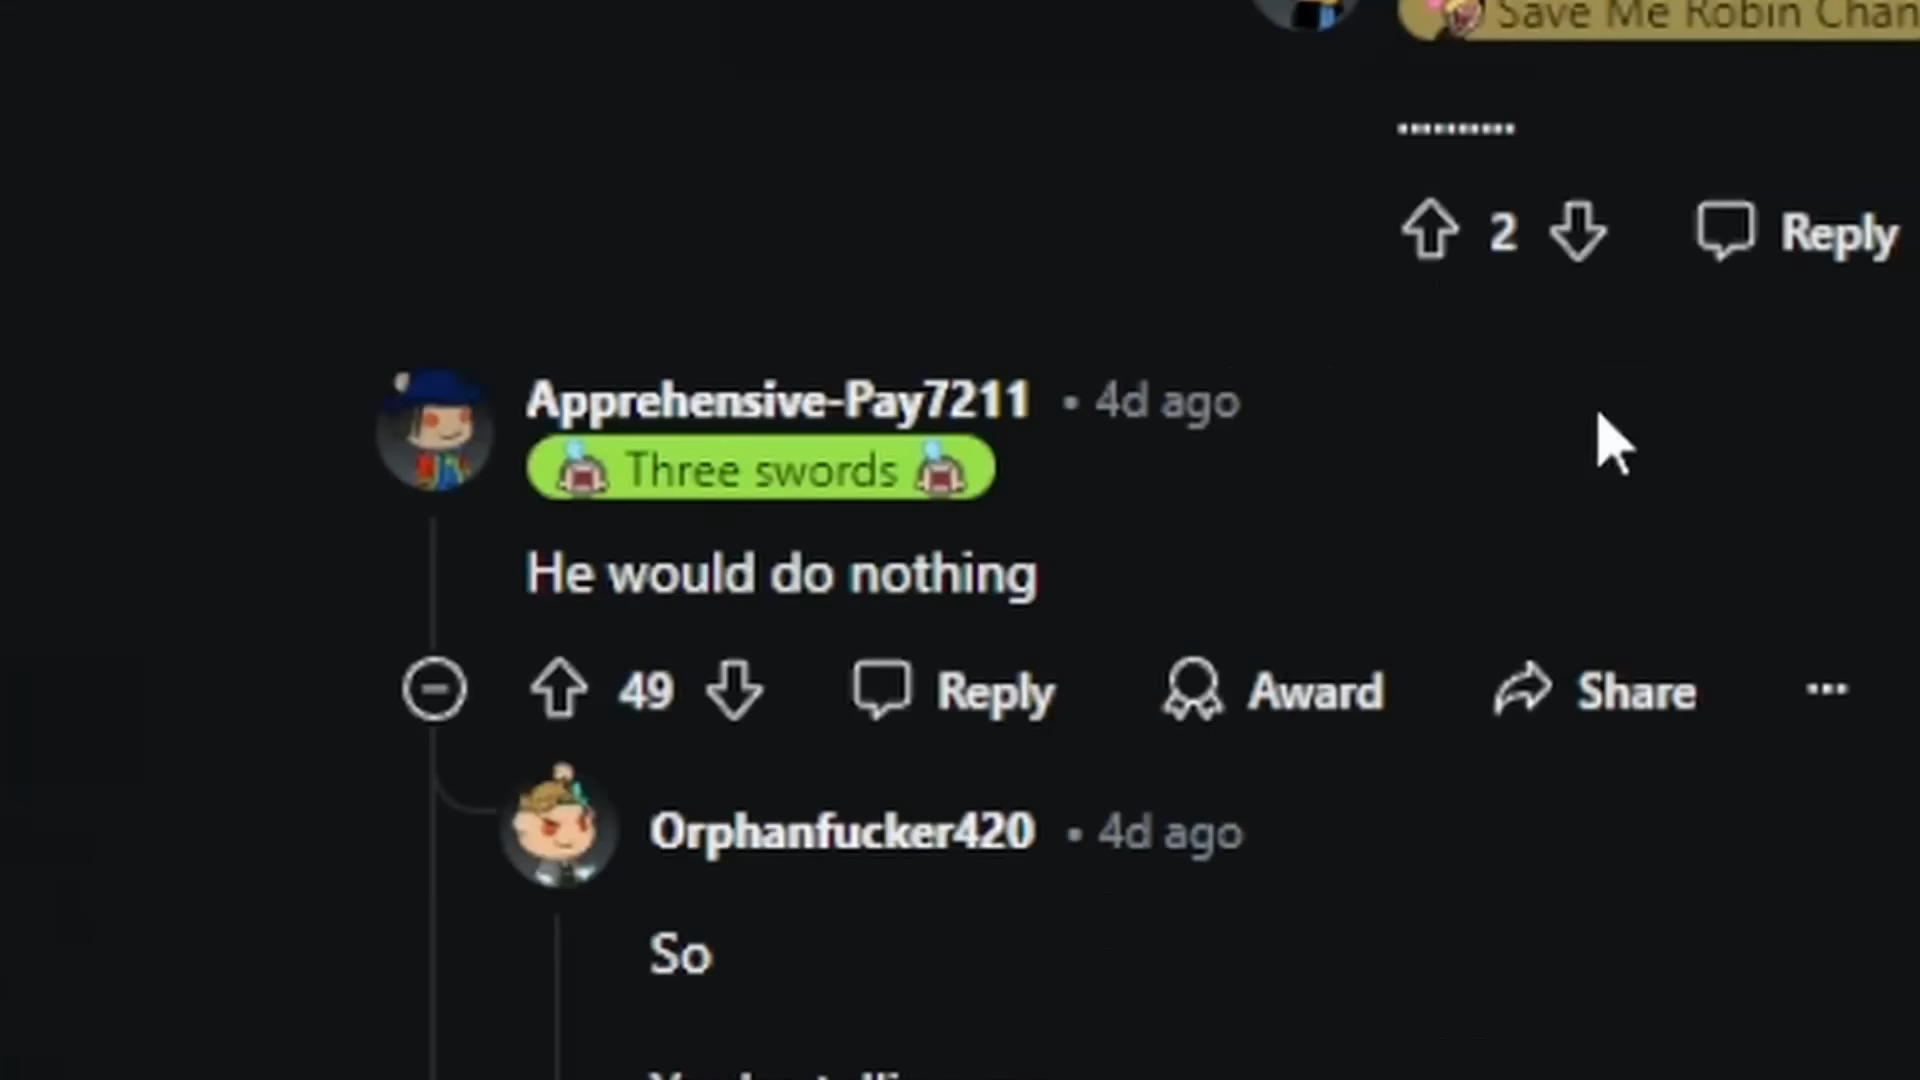 Save Me Robin Chan
..........
2 Reply
Apprehensive-Pay7211 • 4d ago
Three swords
He would do nothing
49 Reply Award Share ...
Orphanfucker420 • 4d ago
So